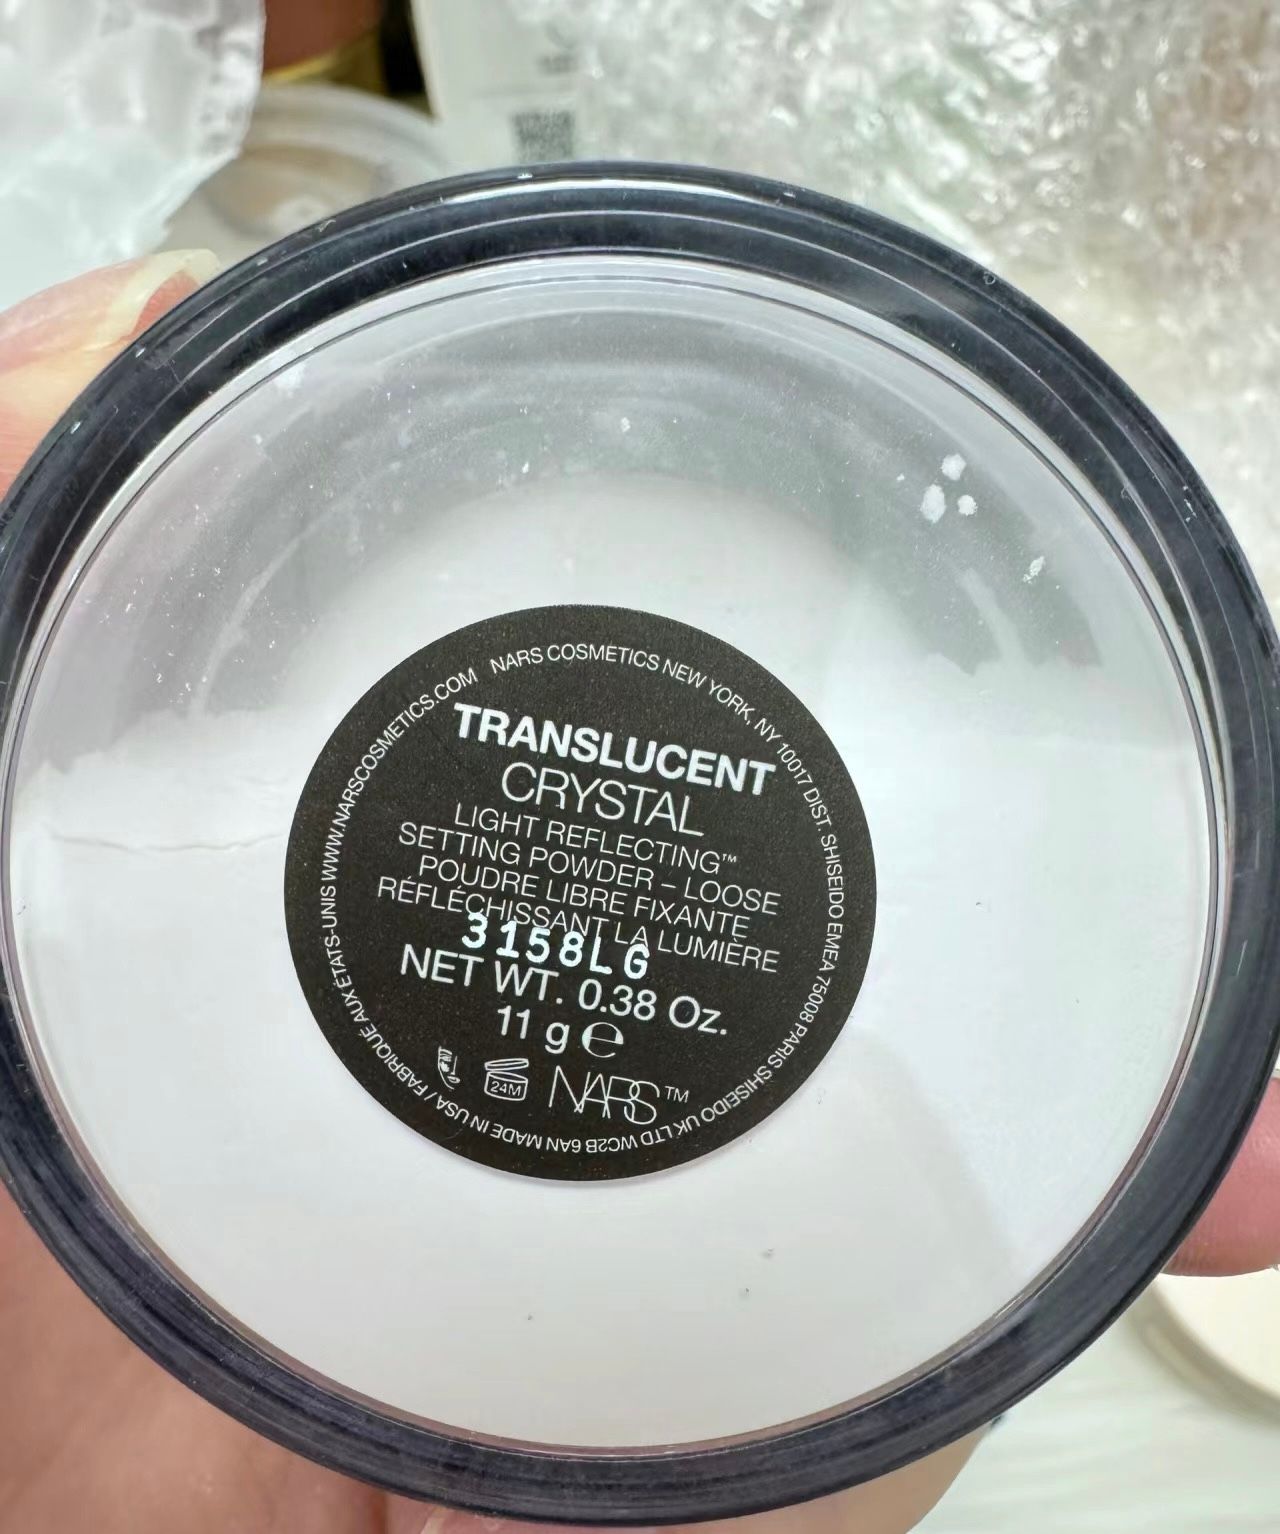 WWW.NARSCOSMETICS.COM NARS COSMETICS NEW YORK, NY 10017 DIST. SHISEIDO EMEA 75008 PARIS SHISEIDO UK LTD WC2B 6AN MADE IN USA / FABRIQUÉ AUX ÉTATS-UNIS
TRANSLUCENT
CRYSTAL
LIGHT REFLECTING™
SETTING POWDER – LOOSE
POUDRE LIBRE FIXANTE
RÉFLÉCHISSANT LA LUMIÈRE
3158LG
NET WT. 0.38 Oz.
11 g ℮
24M NARS™